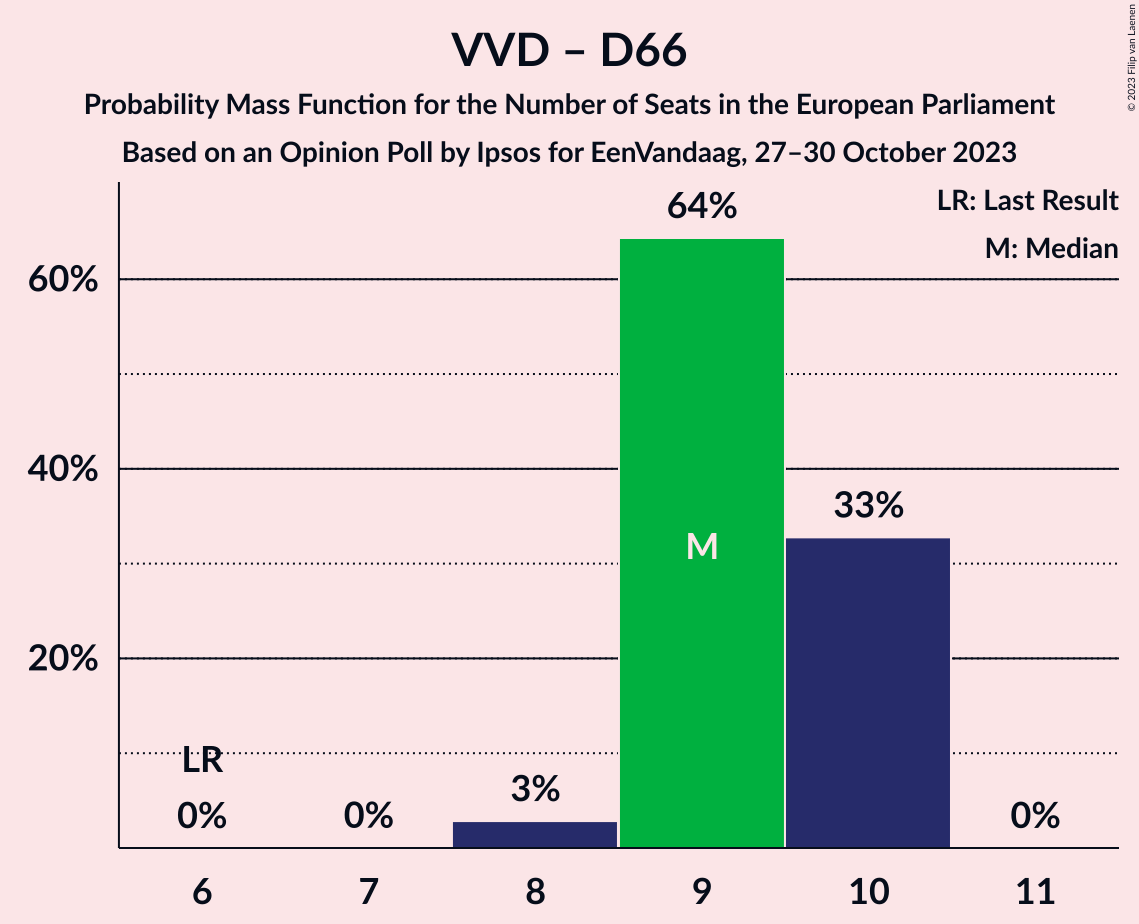 VVD – D66
Probability Mass Function for the Number of Seats in the European Parliament
Based on an Opinion Poll by Ipsos for EenVandaag, 27–30 October 2023
© 2023 Filip van Laenen
LR: Last Result
M: Median
64%
60%
40%
33%
M
20%
LR
0%
0%
3%
0%
6
7
8
9
10
11